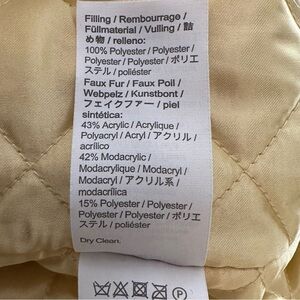 Filling / Rembourrage /
Füllmaterial / Vulling / 詰
め物 / relleno:
100% Polyester / Polyester /
Polyester / Polyester / ポリエ
ステル / poliéster
Faux Fur / Faux Poil /
Webpelz / Kunstbont /
フェイクファー / piel
sintética:
43% Acrylic / Acrylique /
Polyacryl / Acryl / アクリル /
acrílico
42% Modacrylic /
Modacrylique / Modacryl /
Modacryl / アクリル系 /
modacrílica
15% Polyester / Polyester /
Polyester / Polyester / ポリエ
ステル / poliéster
Dry Clean.